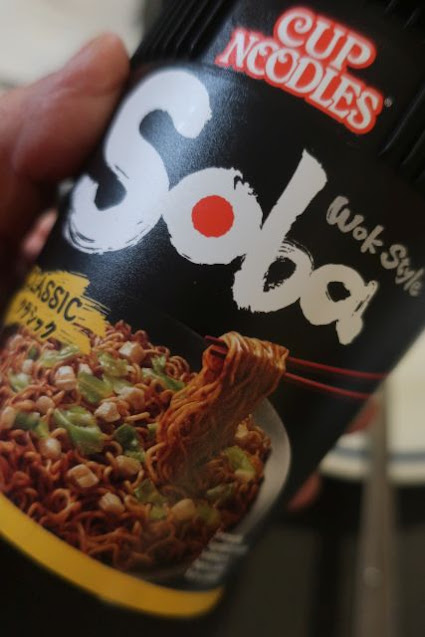 CUP
NOODLES®
Soba
Wok Style
CLASSIC
クラシック